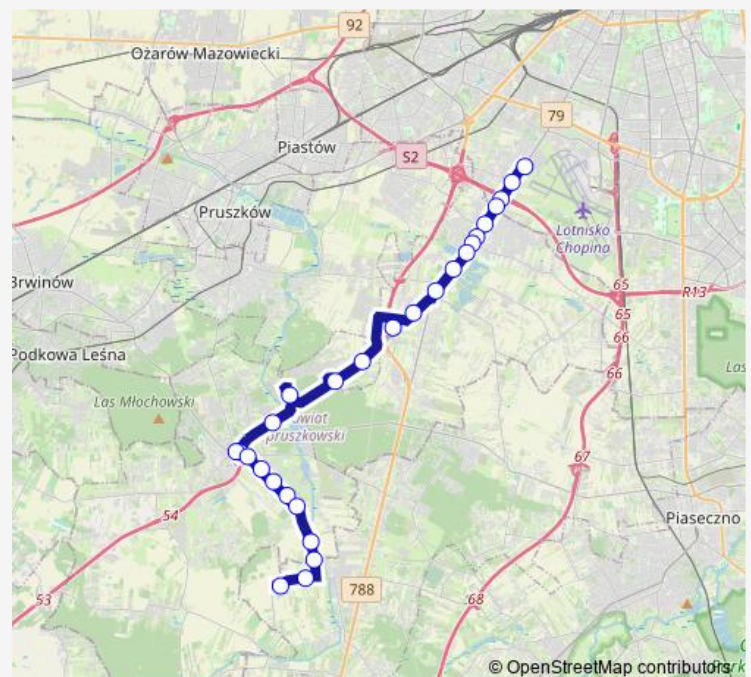 92
Ożarów Mazowiecki
79
Piastów
S2
Pruszków
Lotnisko
Chopina
Brwinów
65
R13
65
66
66
Podkowa Leśna
Las
Las Młochowski
powiat
pruszkowski
67
54
Piaseczno
788
53
68
© OpenStreetMap contributors